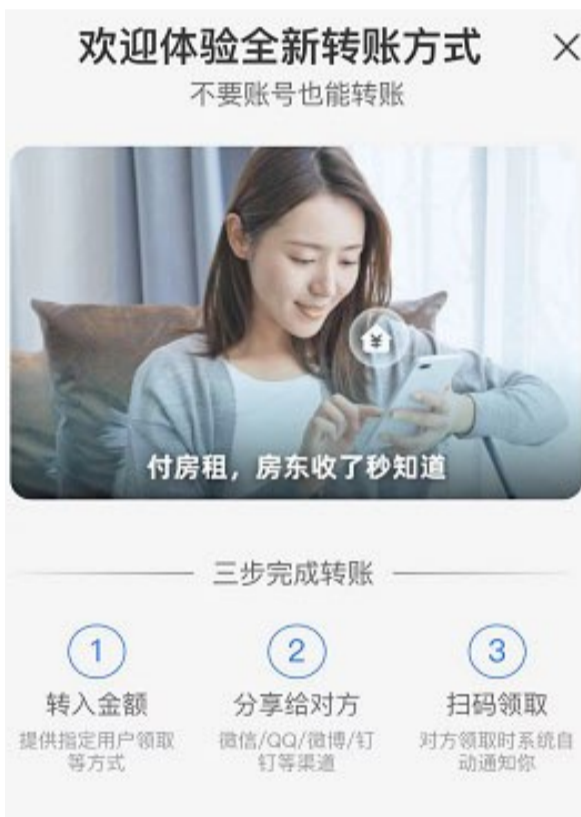 欢迎体验全新转账方式
不要账号也能转账
¥
付房租，房东收了秒知道
三步完成转账
1
2
3
转入金额
分享给对方
扫码领取
提供指定用户领取
等方式
微信/QQ/微博/钉
钉等渠道
对方领取时系统自
动通知你